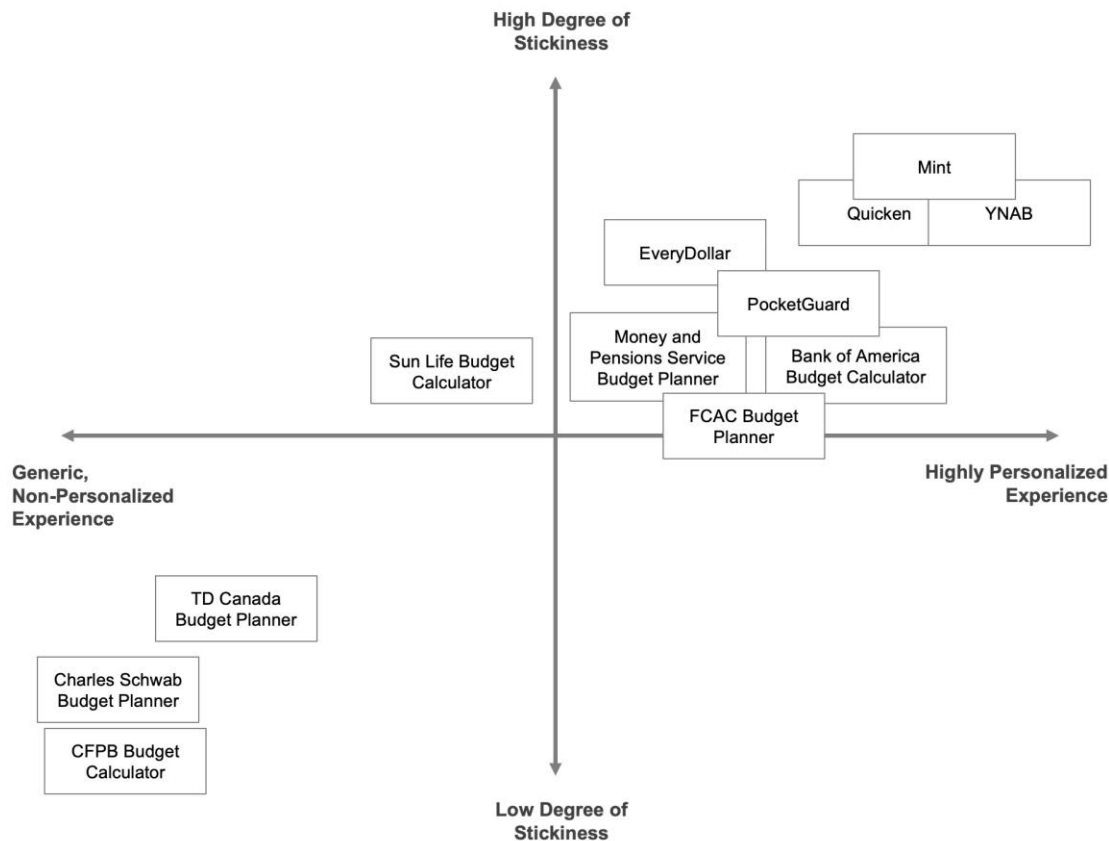 High Degree of
Stickiness
Mint
Quicken
YNAB
EveryDollar
PocketGuard
Money and
Pensions Service
Budget Planner
Bank of America
Budget Calculator
Sun Life Budget
Calculator
FCAC Budget
Planner
Generic,
Non-Personalized
Experience
Highly Personalized
Experience
TD Canada
Budget Planner
Charles Schwab
Budget Planner
CFPB Budget
Calculator
Low Degree of
Stickiness